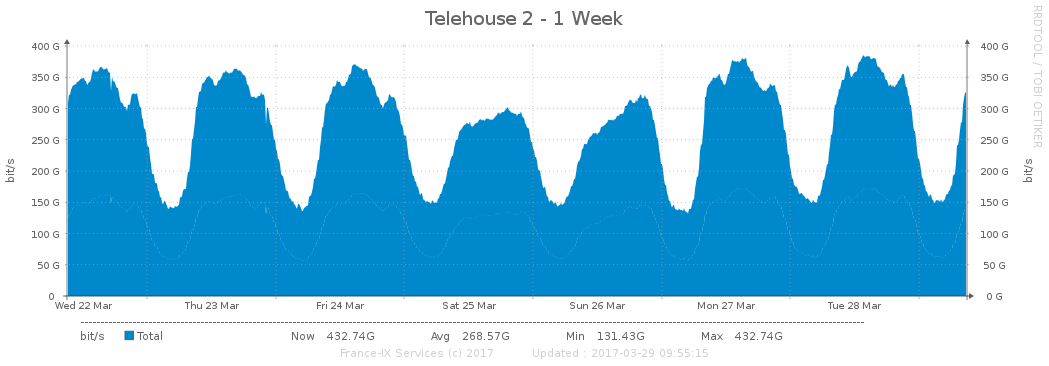 Telehouse 2 - 1 Week
RRDTOOL / TOBI OETIKER
400 G 400 G
350 G 350 G
300 G 300 G
250 G 250 G
200 G 200 G
150 G 150 G
100 G 100 G
50 G 50 G
0 0 G
bit/s bit/s
Wed 22 Mar Thu 23 Mar Fri 24 Mar Sat 25 Mar Sun 26 Mar Mon 27 Mar Tue 28 Mar
bit/s Total Now 432.74G Avg 268.57G Min 131.43G Max 432.74G
France-IX Services (c) 2017 Updated : 2017-03-29 09:55:15